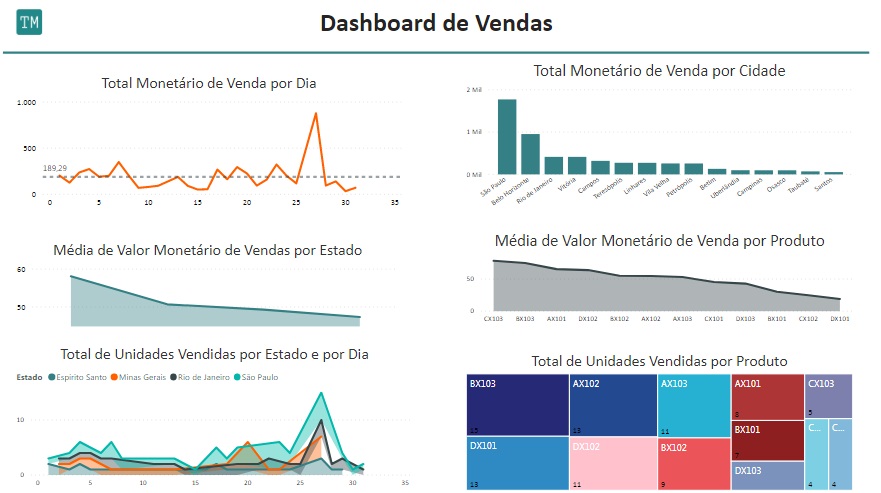 TM
Dashboard de Vendas
Total Monetário de Venda por Dia
1.000
500
189,29
0
0 5 10 15 20 25 30 35
Total Monetário de Venda por Cidade
2 Mil
1 Mil
0 Mil
São Paulo Belo Horizonte Rio de Janeiro Vitória Campos Teresópolis Linhares Vila Velha Petrópolis Betim Uberlândia Campinas Osasco Taubaté Santos
Média de Valor Monetário de Vendas por Estado
60
50
Média de Valor Monetário de Venda por Produto
50
0
CX103 BX103 AX101 DX102 BX102 AX102 AX103 CX101 DX103 BX101 CX102 DX101
Total de Unidades Vendidas por Estado e por Dia
Estado Espirito Santo Minas Gerais Rio de Janeiro São Paulo
10
0
0 5 10 15 20 25 30 35
Total de Unidades Vendidas por Produto
BX103
15
DX101
13
AX102
13
DX102
11
AX103
11
BX102
9
AX101
8
BX101
7
DX103
CX103
5
C...
4
C...
4